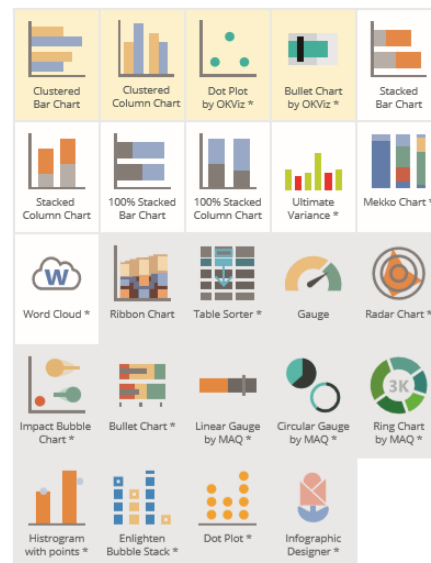 Clustered
Bar Chart
Clustered
Column Chart
Dot Plot
by OKViz *
Bullet Chart
by OKViz *
Stacked
Bar Chart
Stacked
Column Chart
100% Stacked
Bar Chart
100% Stacked
Column Chart
Ultimate
Variance *
Mekko Chart *
W
Word Cloud *
Ribbon Chart
Table Sorter *
Gauge
Radar Chart *
3K
Impact Bubble
Chart *
Bullet Chart *
Linear Gauge
by MAQ *
Circular Gauge
by MAQ *
Ring Chart
by MAQ *
Histrogram
with points *
Enlighten
Bubble Stack *
Dot Plot *
Infographic
Designer *